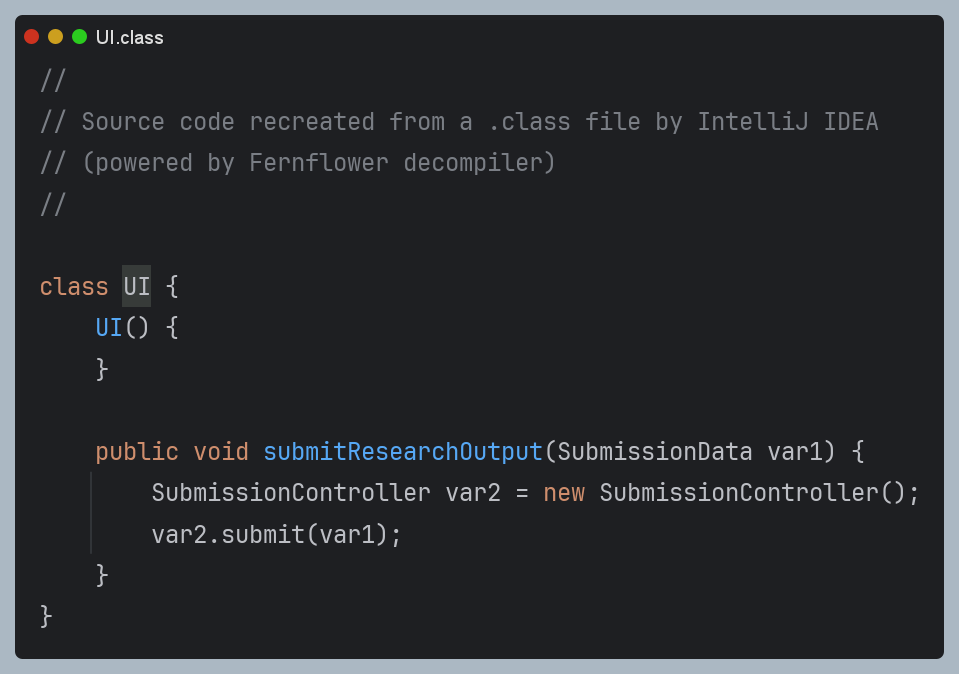 UI.class
//
// Source code recreated from a .class file by IntelliJ IDEA
// (powered by Fernflower decompiler)
//
class UI {
    UI() {
    }
    public void submitResearchOutput(SubmissionData var1) {
        SubmissionController var2 = new SubmissionController();
        var2.submit(var1);
    }
}